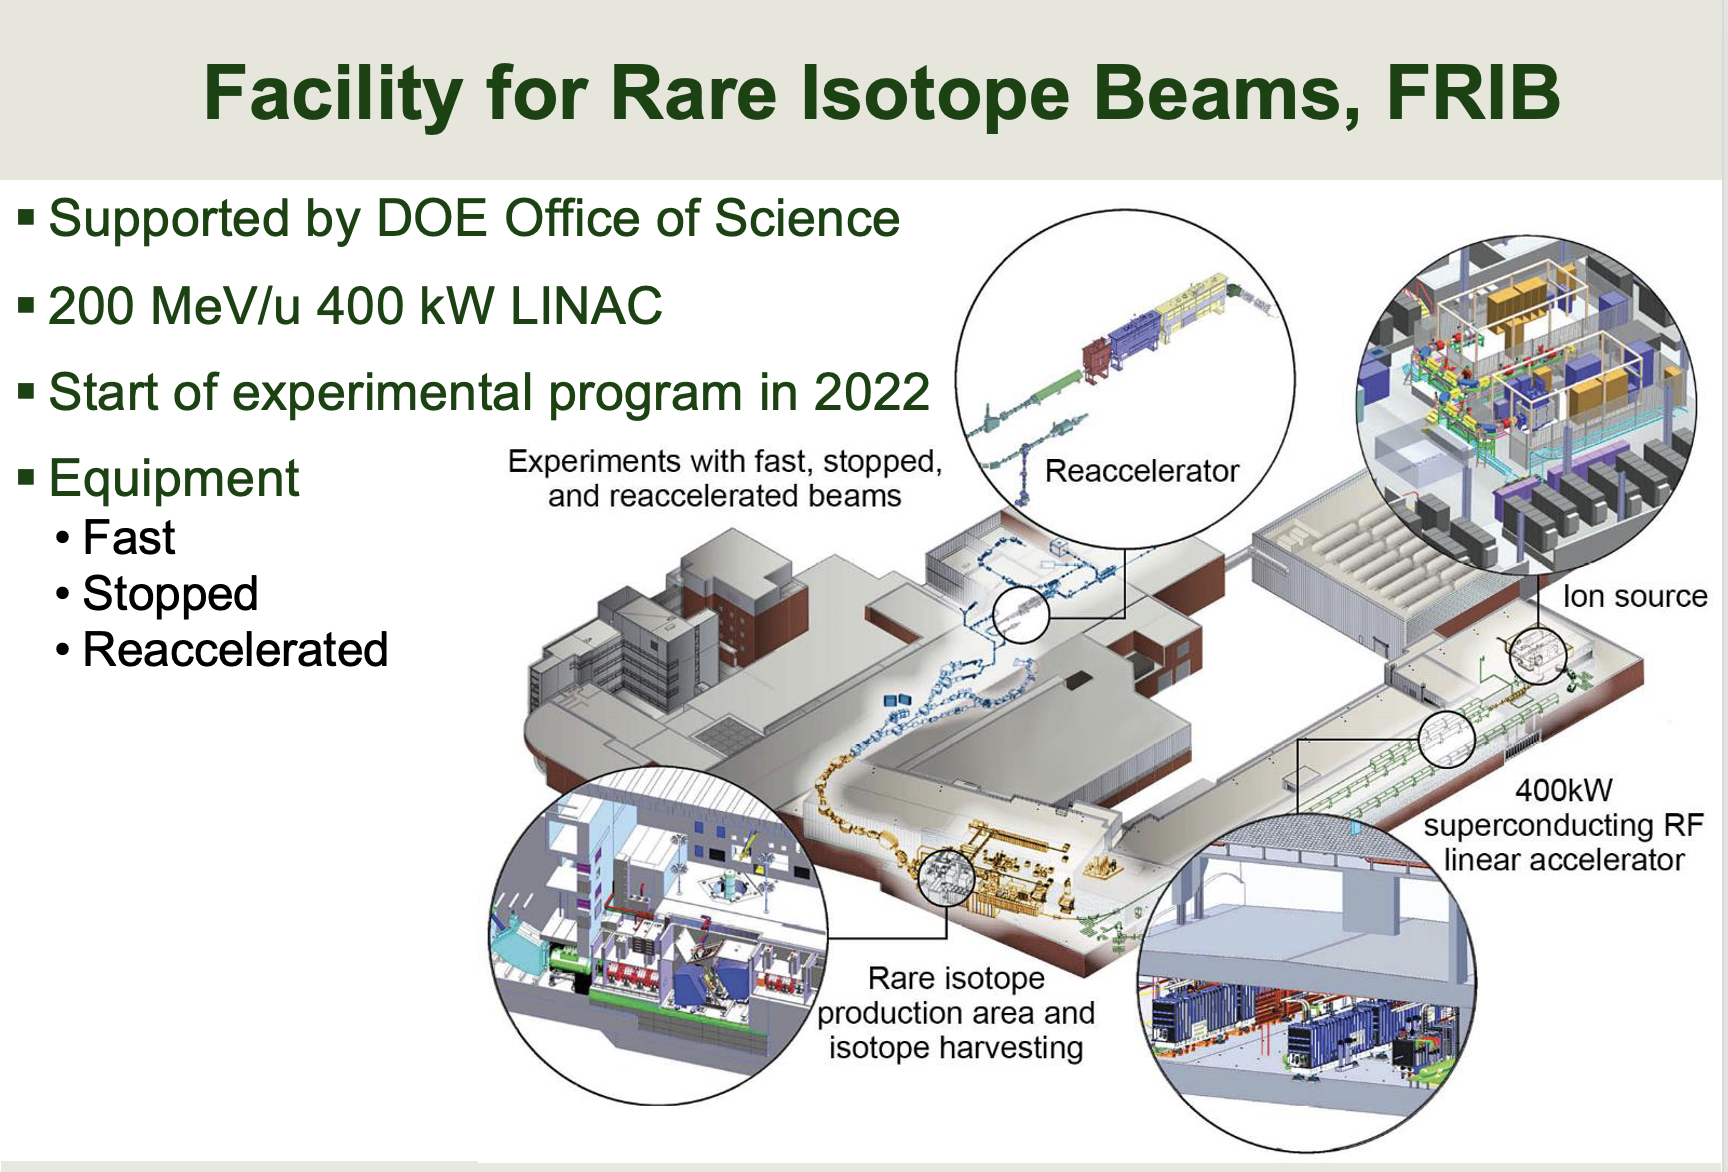 Facility for Rare Isotope Beams, FRIB
▪ Supported by DOE Office of Science
▪ 200 MeV/u 400 kW LINAC
▪ Start of experimental program in 2022
▪ Equipment
• Fast
• Stopped
• Reaccelerated
Experiments with fast, stopped,
and reaccelerated beams
Reaccelerator
Ion source
400kW
superconducting RF
linear accelerator
Rare isotope
production area and
isotope harvesting